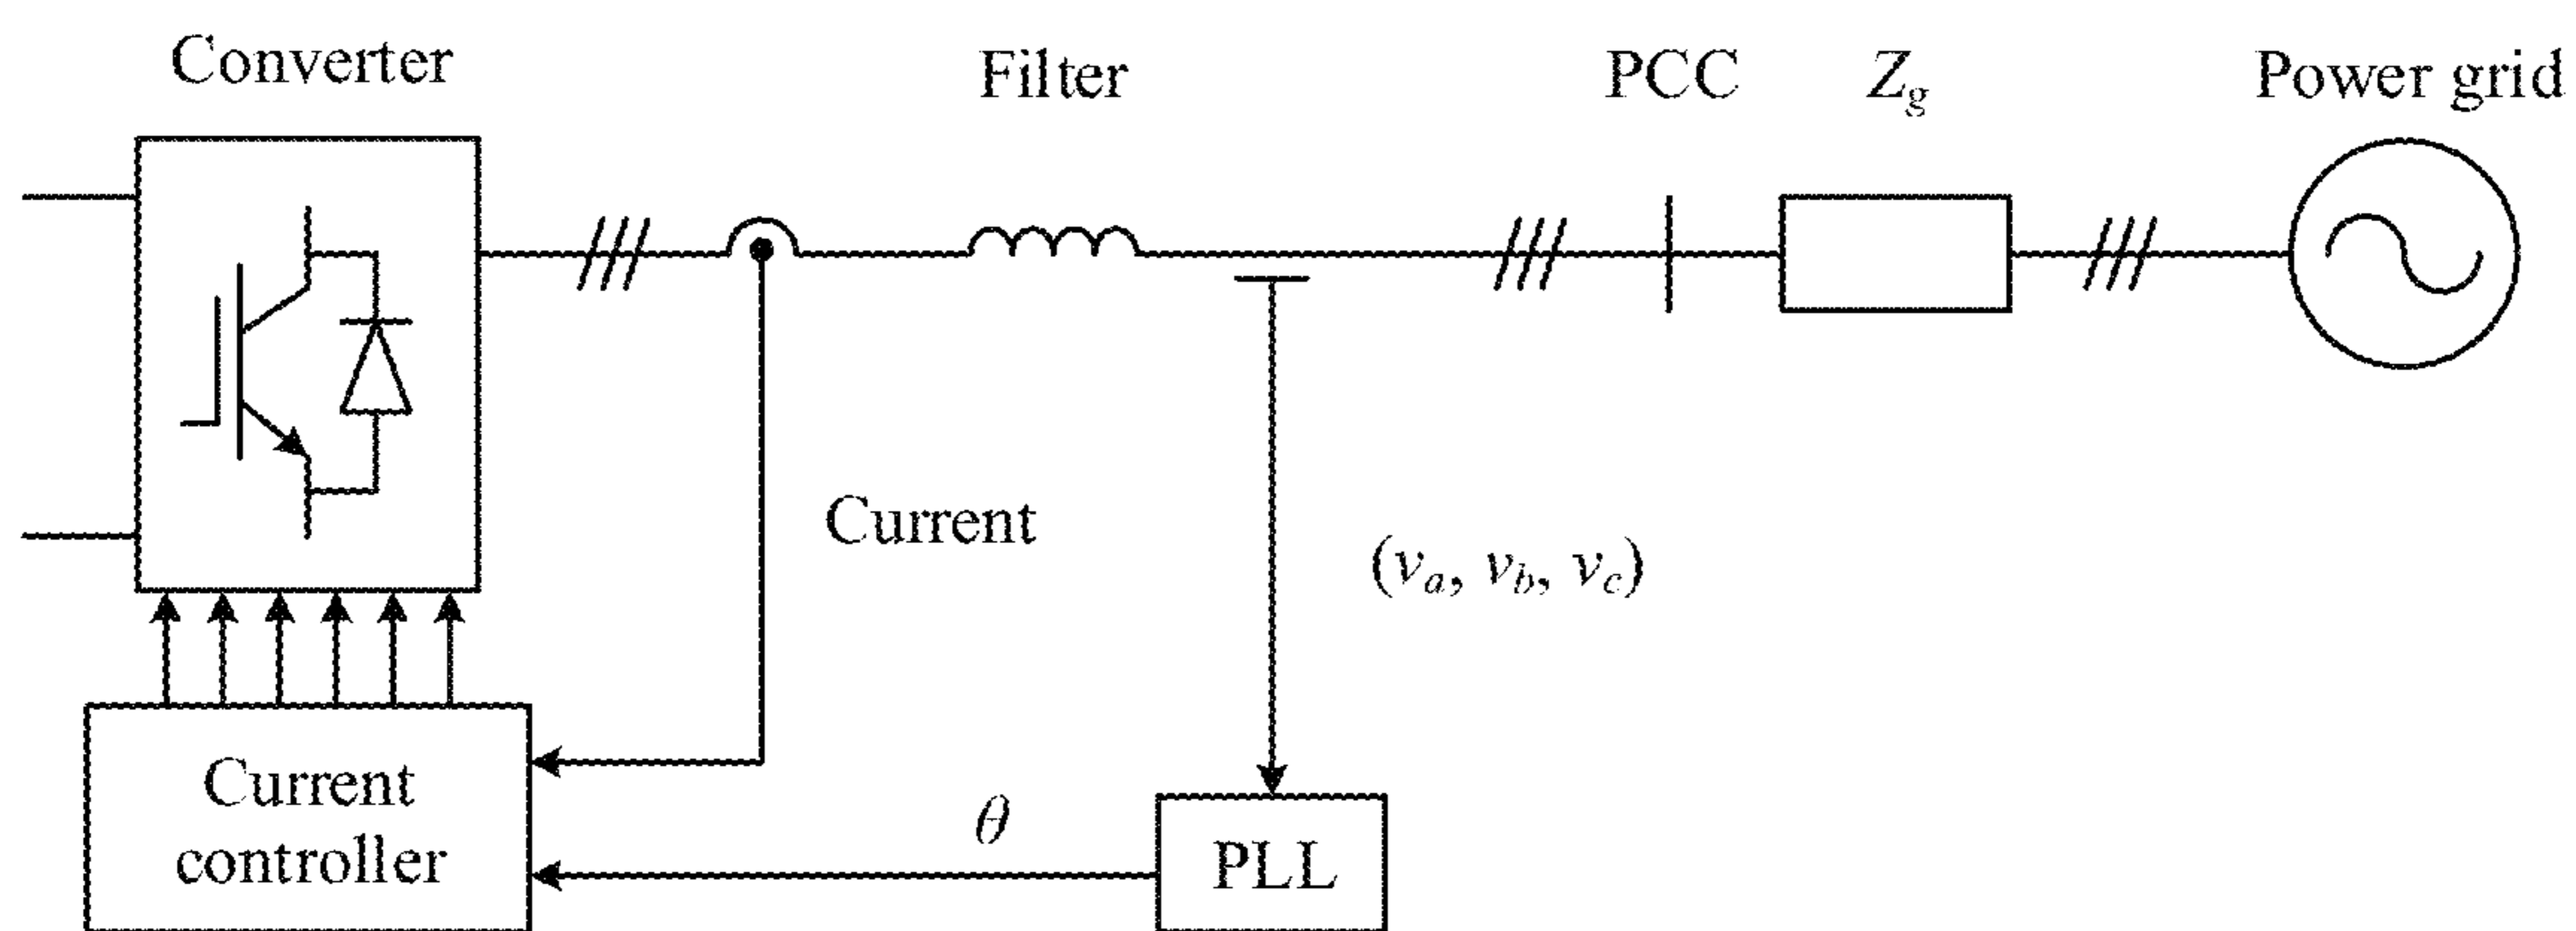 Converter
Filter
PCC
Zg
Power grid
Current
(va, vb, vc)
θ
Current
controller
PLL